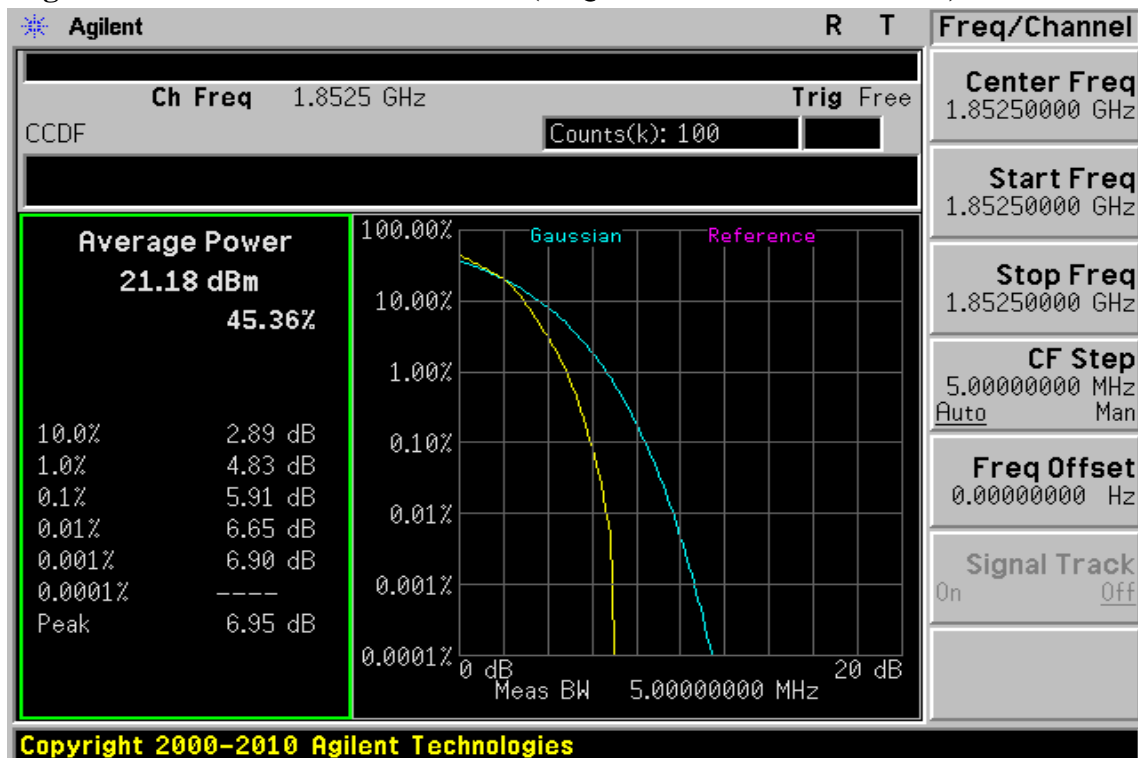 Agilent R T
Ch Freq 1.8525 GHz Trig Free
CCDF
Counts(k): 100
Average Power
21.18 dBm
45.36%
10.0% 2.89 dB
1.0% 4.83 dB
0.1% 5.91 dB
0.01% 6.65 dB
0.001% 6.90 dB
0.0001% ----
Peak 6.95 dB
100.00%
10.00%
1.00%
0.10%
0.01%
0.001%
0.0001%
Gaussian Reference
0 dB 20 dB
Meas BW 5.00000000 MHz
Freq/Channel
Center Freq
1.85250000 GHz
Start Freq
1.85250000 GHz
Stop Freq
1.85250000 GHz
CF Step
5.00000000 MHz
Auto Man
Freq Offset
0.00000000 Hz
Signal Track
On Off
Copyright 2000-2010 Agilent Technologies